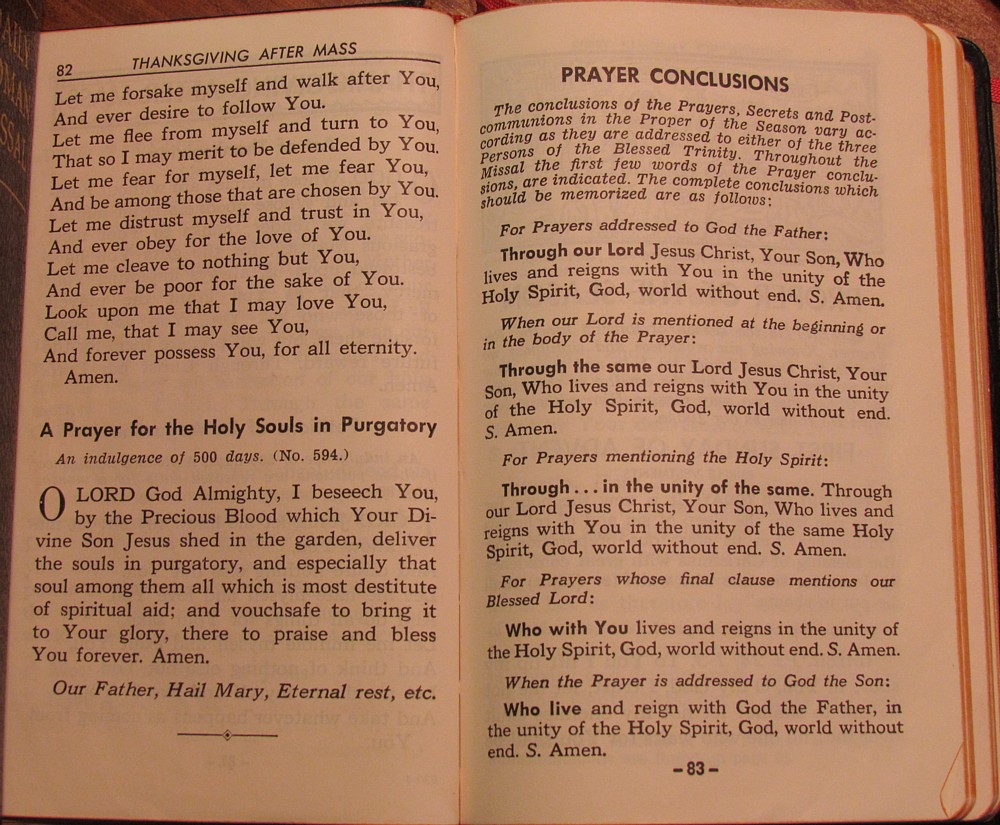 82 THANKSGIVING AFTER MASS
Let me forsake myself and walk after You,
And ever desire to follow You.
Let me flee from myself and turn to You,
That so I may merit to be defended by You.
Let me fear for myself, let me fear You,
And be among those that are chosen by You.
Let me distrust myself and trust in You,
And ever obey for the love of You.
Let me cleave to nothing but You,
And ever be poor for the sake of You.
Look upon me that I may love You,
Call me, that I may see You,
And forever possess You, for all eternity.
Amen.
A Prayer for the Holy Souls in Purgatory
An indulgence of 500 days. (No. 594.)
O LORD God Almighty, I beseech You,
by the Precious Blood which Your Di-
vine Son Jesus shed in the garden, deliver
the souls in purgatory, and especially that
soul among them all which is most destitute
of spiritual aid; and vouchsafe to bring it
to Your glory, there to praise and bless
You forever. Amen.
Our Father, Hail Mary, Eternal rest, etc.
PRAYER CONCLUSIONS
The conclusions of the Prayers, Secrets and Post-
communions in the Proper of the Season vary ac-
cording as they are addressed to either of the three
Persons of the Blessed Trinity. Throughout the
Missal the first few words of the Prayer conclu-
sions, are indicated. The complete conclusions which
should be memorized are as follows:
For Prayers addressed to God the Father:
Through our Lord Jesus Christ, Your Son, Who
lives and reigns with You in the unity of the
Holy Spirit, God, world without end. S. Amen.
When our Lord is mentioned at the beginning or
in the body of the Prayer:
Through the same our Lord Jesus Christ, Your
Son, Who lives and reigns with You in the unity
of the Holy Spirit, God, world without end.
S. Amen.
For Prayers mentioning the Holy Spirit:
Through . . . in the unity of the same. Through
our Lord Jesus Christ, Your Son, Who lives and
reigns with You in the unity of the same Holy
Spirit, God, world without end. S. Amen.
For Prayers whose final clause mentions our
Blessed Lord:
Who with You lives and reigns in the unity of
the Holy Spirit, God, world without end. S. Amen.
When the Prayer is addressed to God the Son:
Who live and reign with God the Father, in
the unity of the Holy Spirit, God, world without
end. S. Amen.
- 83 -